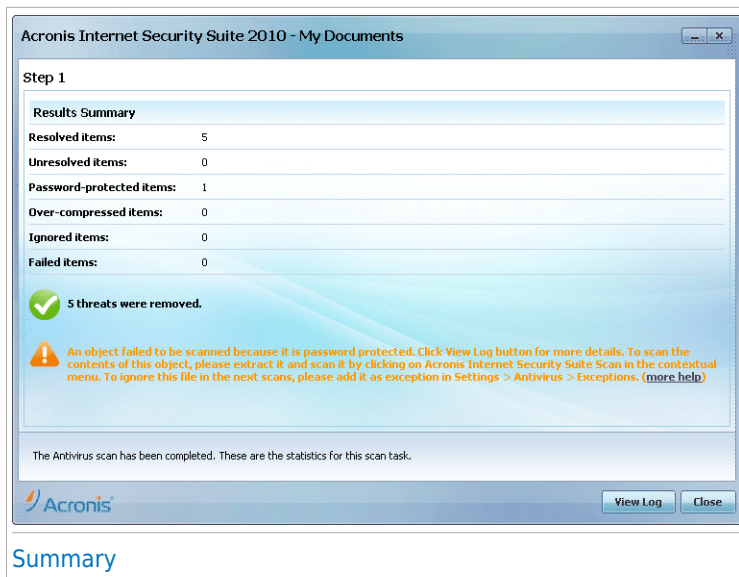 Acronis Internet Security Suite 2010 - My Documents
Step 1
Results Summary
Resolved items: 5
Unresolved items: 0
Password-protected items: 1
Over-compressed items: 0
Ignored items: 0
Failed items: 0
5 threats were removed.
An object failed to be scanned because it is password protected. Click View Log button for more details. To scan the
contents of this object, please extract it and scan it by clicking on Acronis Internet Security Suite Scan in the contextual
menu. To ignore this file in the next scans, please add it as exception in Settings > Antivirus > Exceptions. (more help)
The Antivirus scan has been completed. These are the statistics for this scan task.
Acronis
View Log
Close
Summary